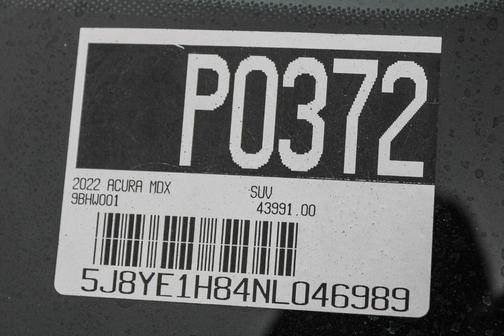 P0372
2022 ACURA MDX SUV
9BHW001 43991.00
5J8YE1H84NL046989